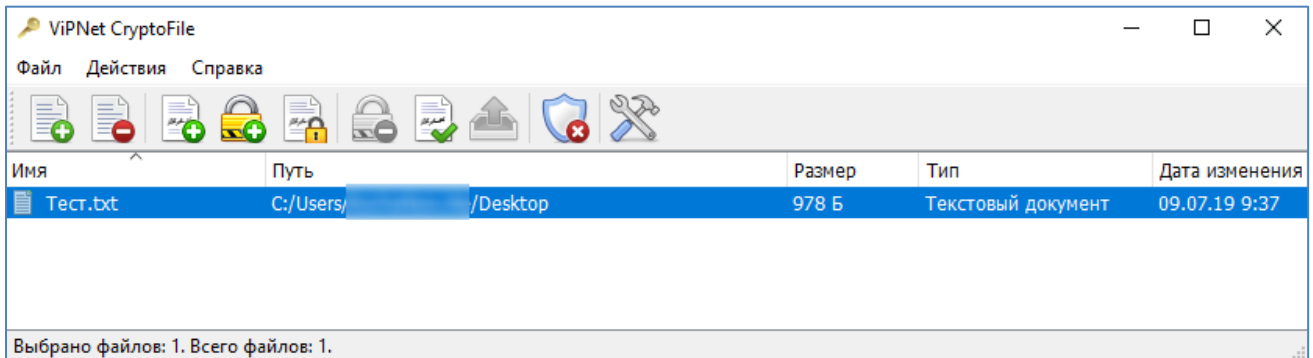 ViPNet CryptoFile
Файл Действия Справка
Имя Путь Размер Тип Дата изменения
Тест.txt C:/Users/ /Desktop 978 Б Текстовый документ 09.07.19 9:37
Выбрано файлов: 1. Всего файлов: 1.